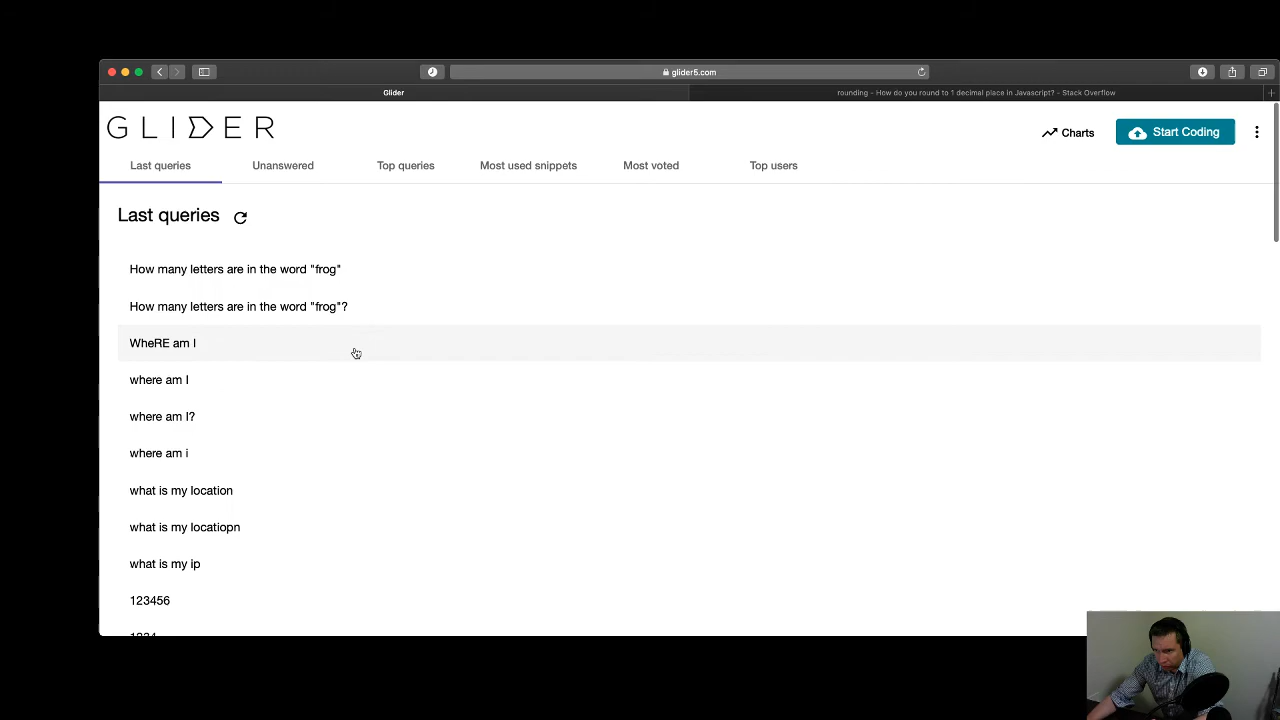 glider5.com
Glider
rounding - How do you round to 1 decimal place in Javascript? - Stack Overflow
GLIDER
Charts
Start Coding
Last queries
Unanswered
Top queries
Most used snippets
Most voted
Top users
Last queries
How many letters are in the word "frog"
How many letters are in the word "frog"?
WheRE am I
where am I
where am I?
where am i
what is my location
what is my locatiopn
what is my ip
123456
1234